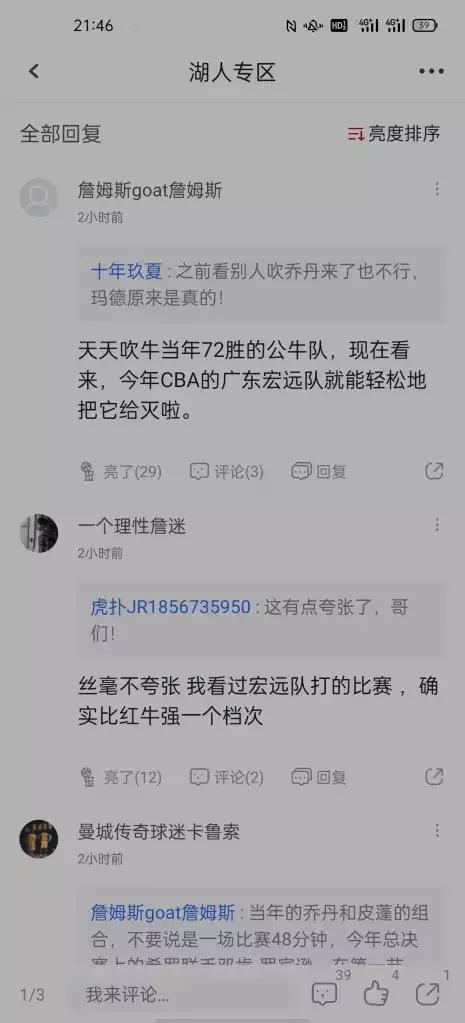 21:46
HD 4G+ 4G+ 39
湖人专区
全部回复
亮度排序
詹姆斯goat詹姆斯
2小时前
十年玖夏 : 之前看别人吹乔丹来了也不行，
玛德原来是真的！
天天吹牛当年72胜的公牛队，现在看
来，今年CBA的广东宏远队就能轻松地
把它给灭啦。
亮了(29) 评论(3) 回复
一个理性詹迷
2小时前
虎扑JR1856735950 : 这有点夸张了，哥
们！
丝毫不夸张 我看过宏远队打的比赛 ，确
实比红牛强一个档次
亮了(12) 评论(2) 回复
曼城传奇球迷卡鲁索
2小时前
詹姆斯goat詹姆斯 : 当年的乔丹和皮蓬的组
合，不要说是一场比赛48分钟，今年总决
1/3 我来评论... 39 4 1